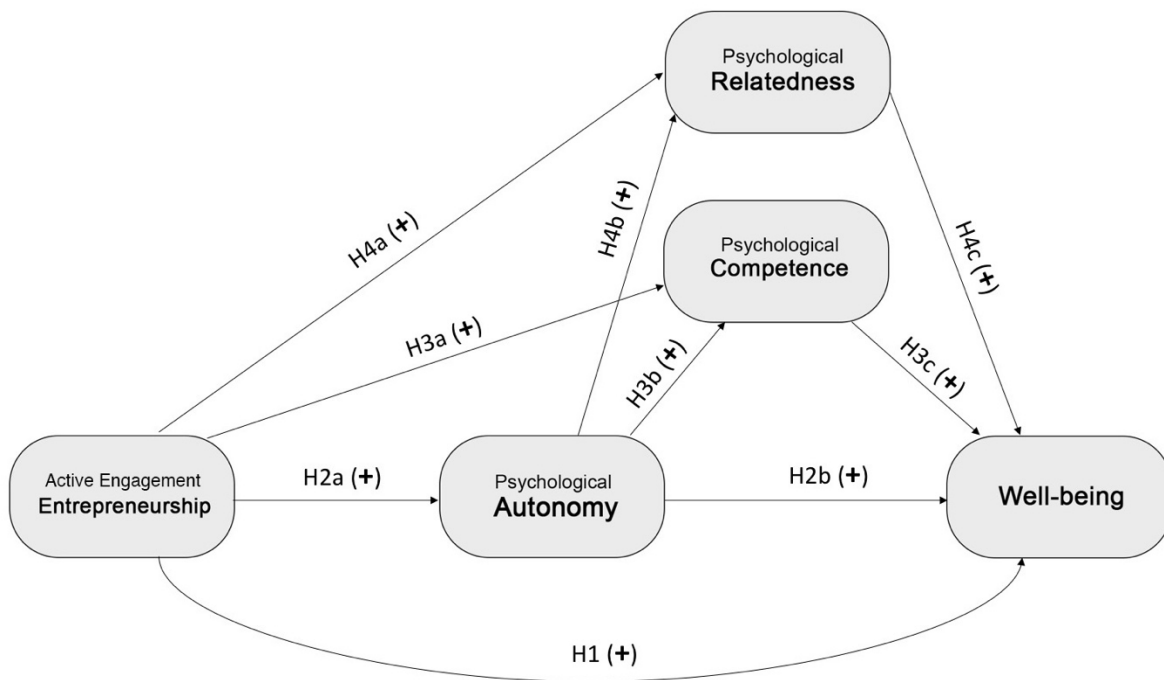 Psychological
Relatedness
H4a (+)
H4b (+)
H4c (+)
Psychological
Competence
H3a (+)
H3b (+)
H3c (+)
Active Engagement
Entrepreneurship
H2a (+)
Psychological
Autonomy
H2b (+)
Well-being
H1 (+)